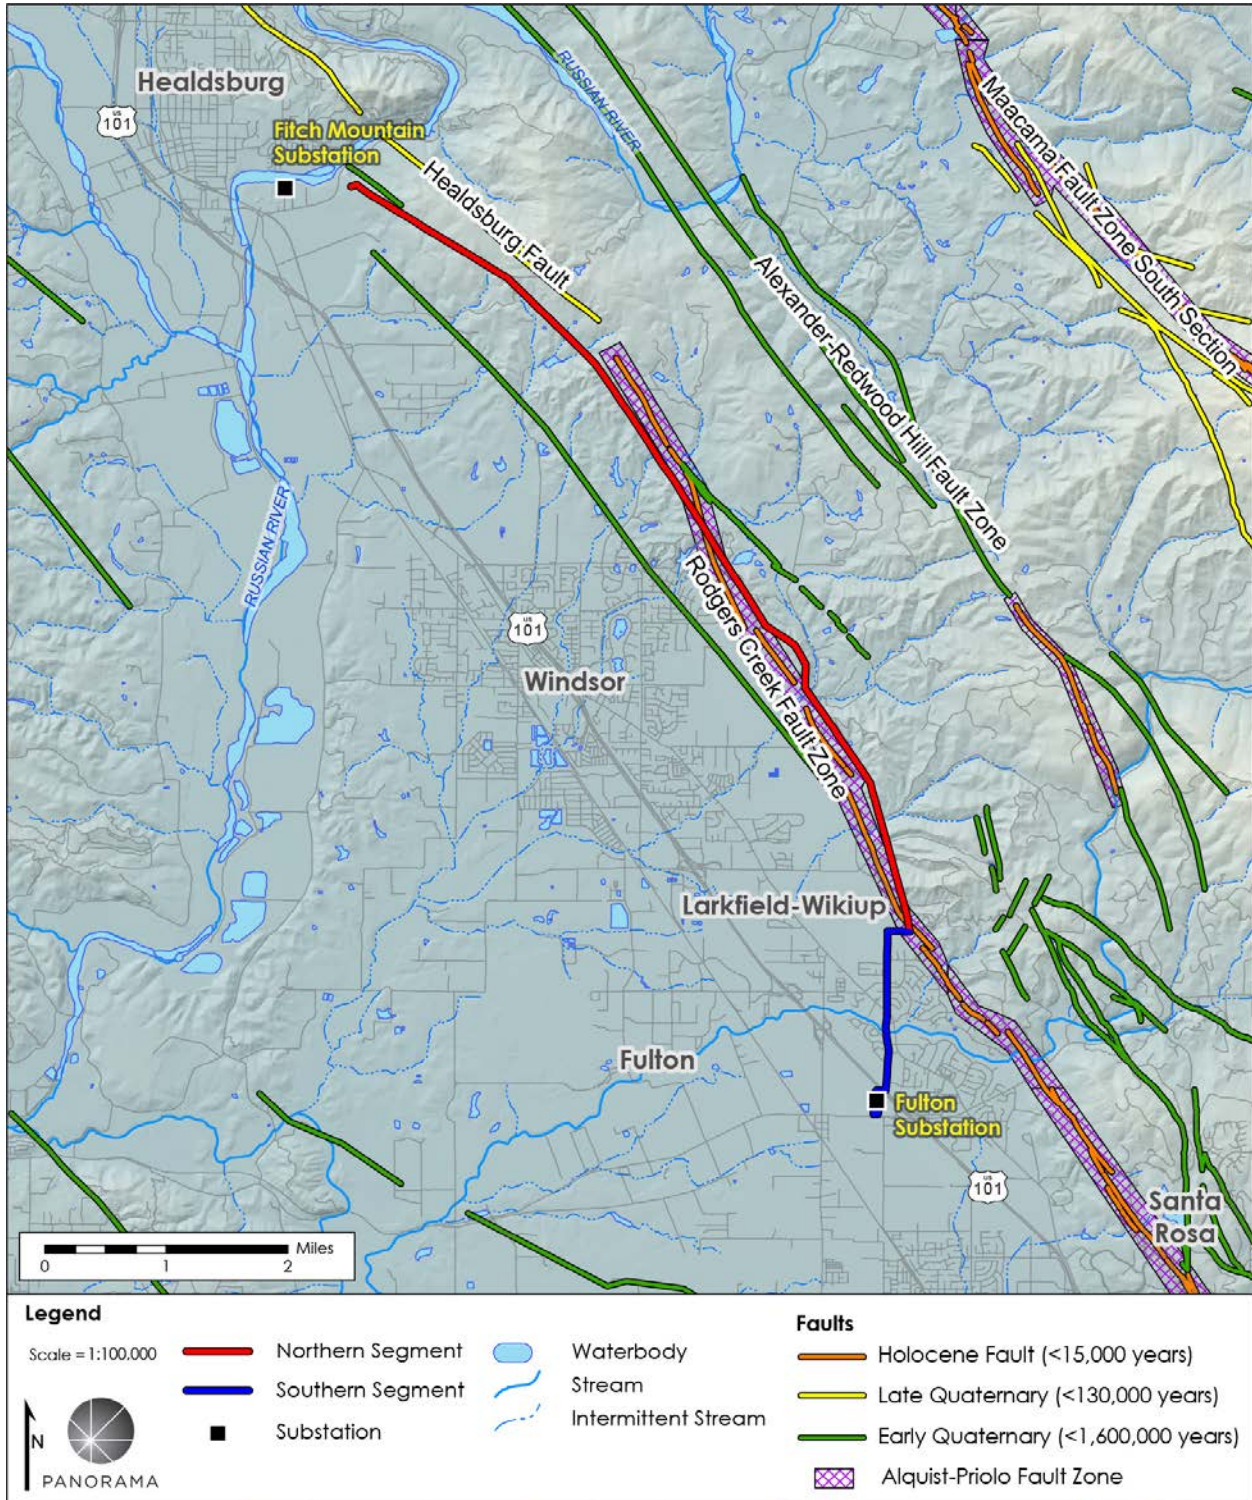 Healdsburg
US
101
Fitch Mountain
Substation
RUSSIAN RIVER
Maacama Fault Zone South Section
Healdsburg Fault
Alexander-Redwood Hill Fault Zone
RUSSIAN RIVER
US
101
Rodgers Creek Fault Zone
Windsor
Larkfield-Wikiup
Fulton
Fulton
Substation
US
101
Santa
Rosa
Miles
0 1 2
Legend
Scale = 1:100,000
Northern Segment
Southern Segment
Substation
Waterbody
Stream
Intermittent Stream
Faults
Holocene Fault (<15,000 years)
Late Quaternary (<130,000 years)
Early Quaternary (<1,600,000 years)
Alquist-Priolo Fault Zone
N
PANORAMA